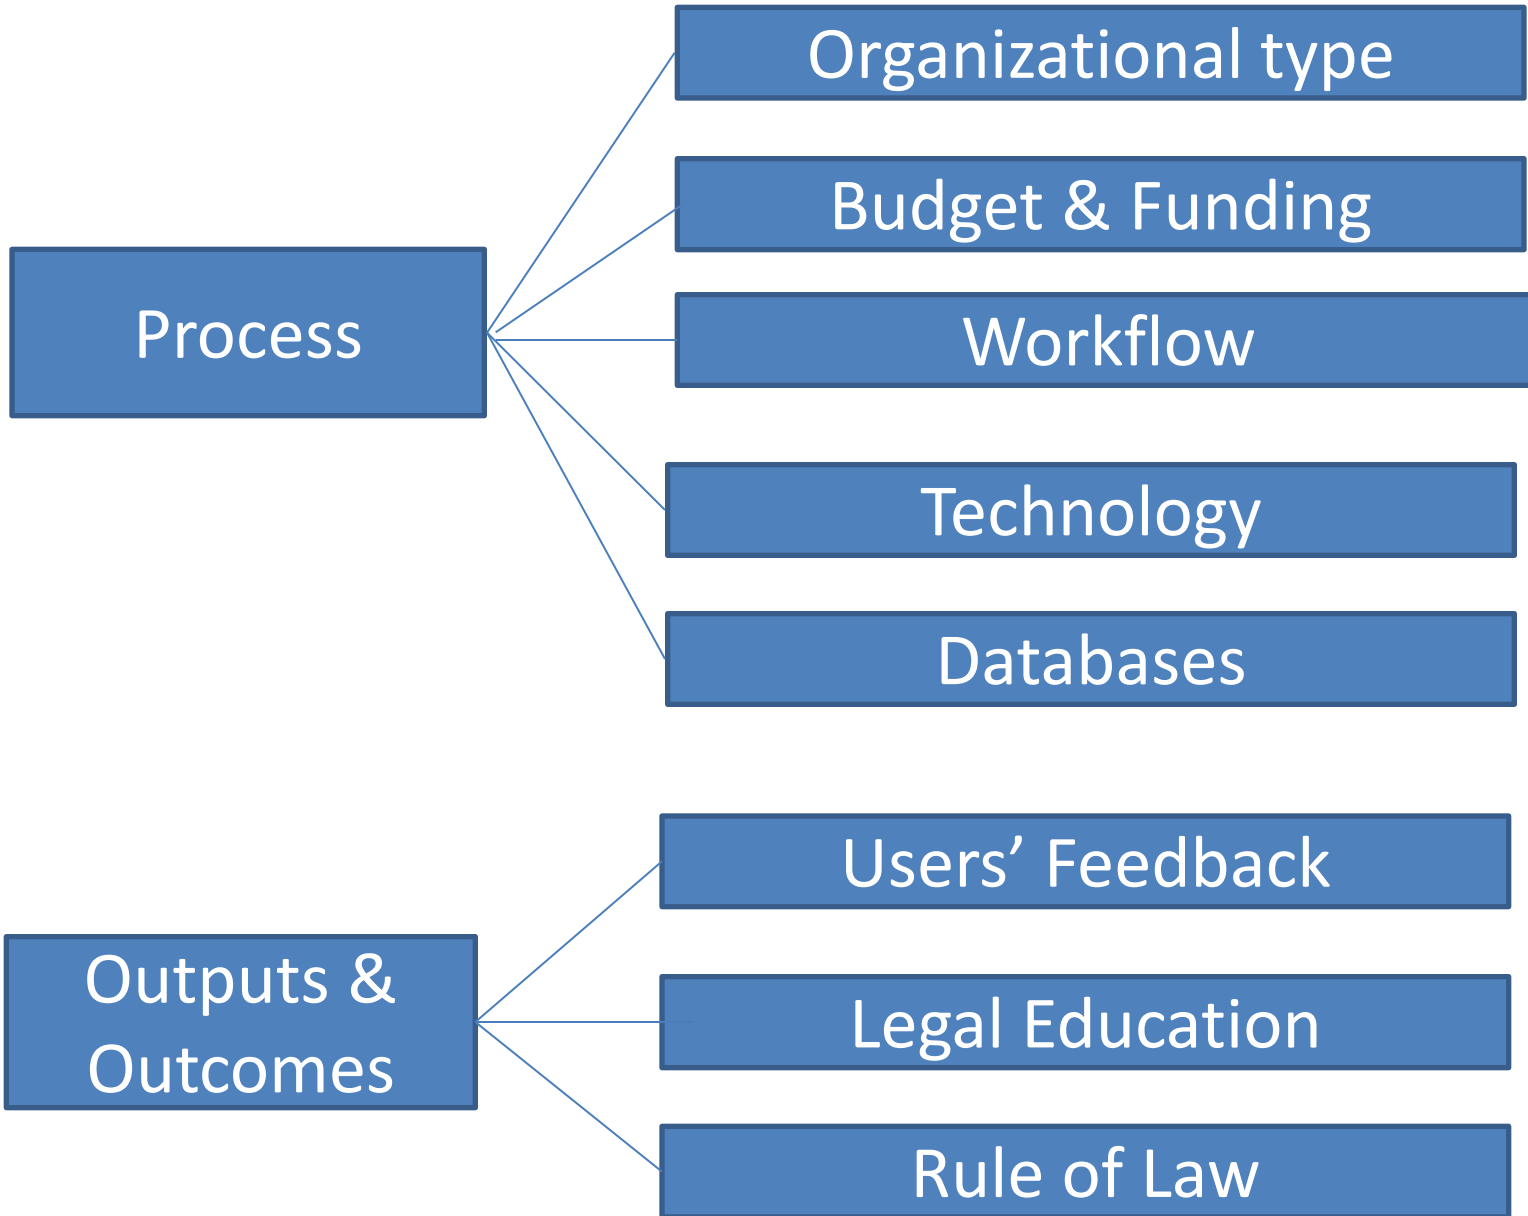 Organizational type
Budget & Funding
Process
Workflow
Technology
Databases
Users’ Feedback
Outputs &
Outcomes
Legal Education
Rule of Law